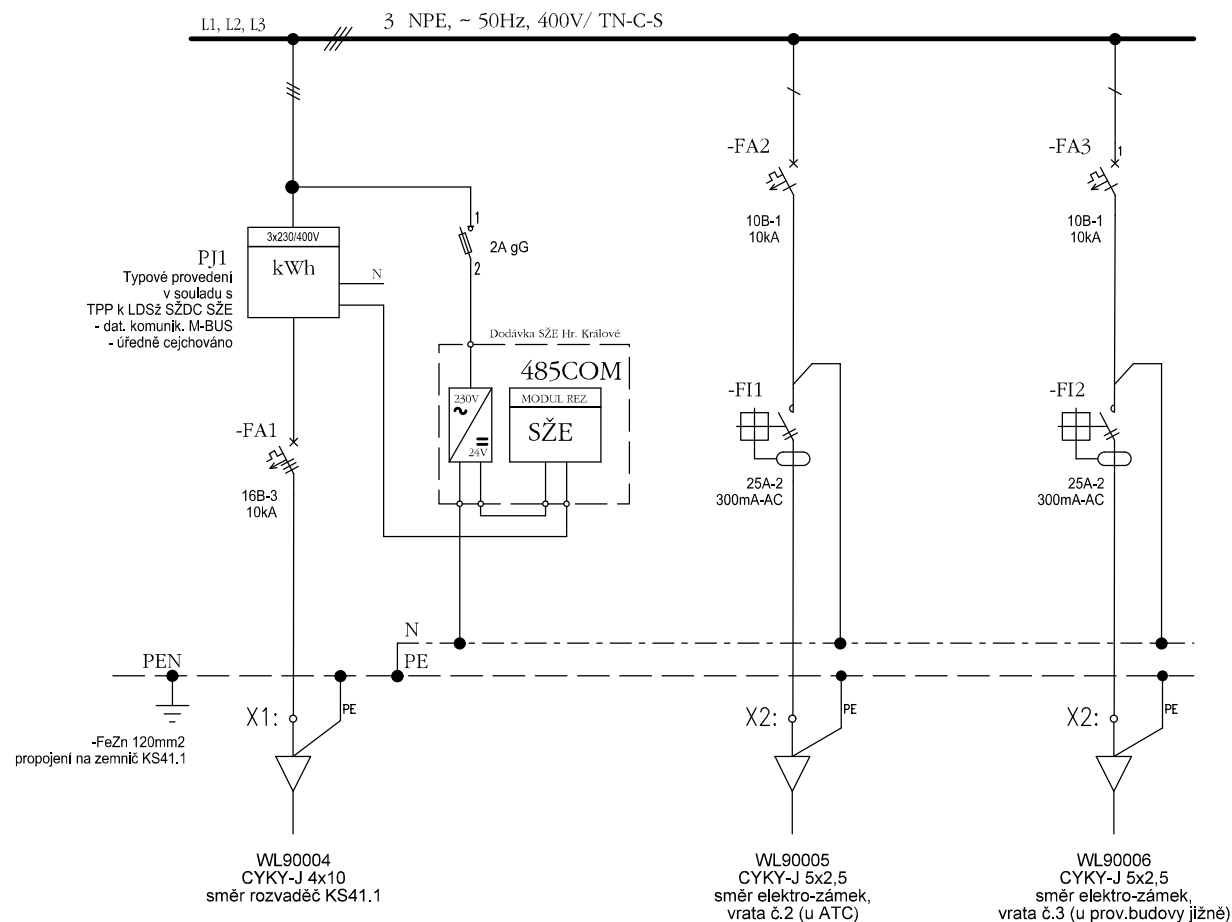 L1, L2, L3
3 NPE, ~ 50Hz, 400V/ TN-C-S
-FA2
10B-1
10kA
-FA3
1
10B-1
10kA
3x230/400V
kWh
N
PJ1
Typové provedení
v souladu s
TPP k LDSž SŽDC SŽE
- dat. komunik. M-BUS
- úředně cejchováno
1
2A gG
2
Dodávka SŽE Hr. Králové
485COM
230V
24V
MODUL REZ
SŽE
-FA1
16B-3
10kA
-FI1
25A-2
300mA-AC
-FI2
25A-2
300mA-AC
N
PE
PEN
-FeZn 120mm2
propojení na zemnič KS41.1
X1:
PE
X2:
PE
X2:
PE
WL90004
CYKY-J 4x10
směr rozvaděč KS41.1
WL90005
CYKY-J 5x2,5
směr elektro-zámek,
vrata č.2 (u ATC)
WL90006
CYKY-J 5x2,5
směr elektro-zámek,
vrata č.3 (u prov.budovy jižně)